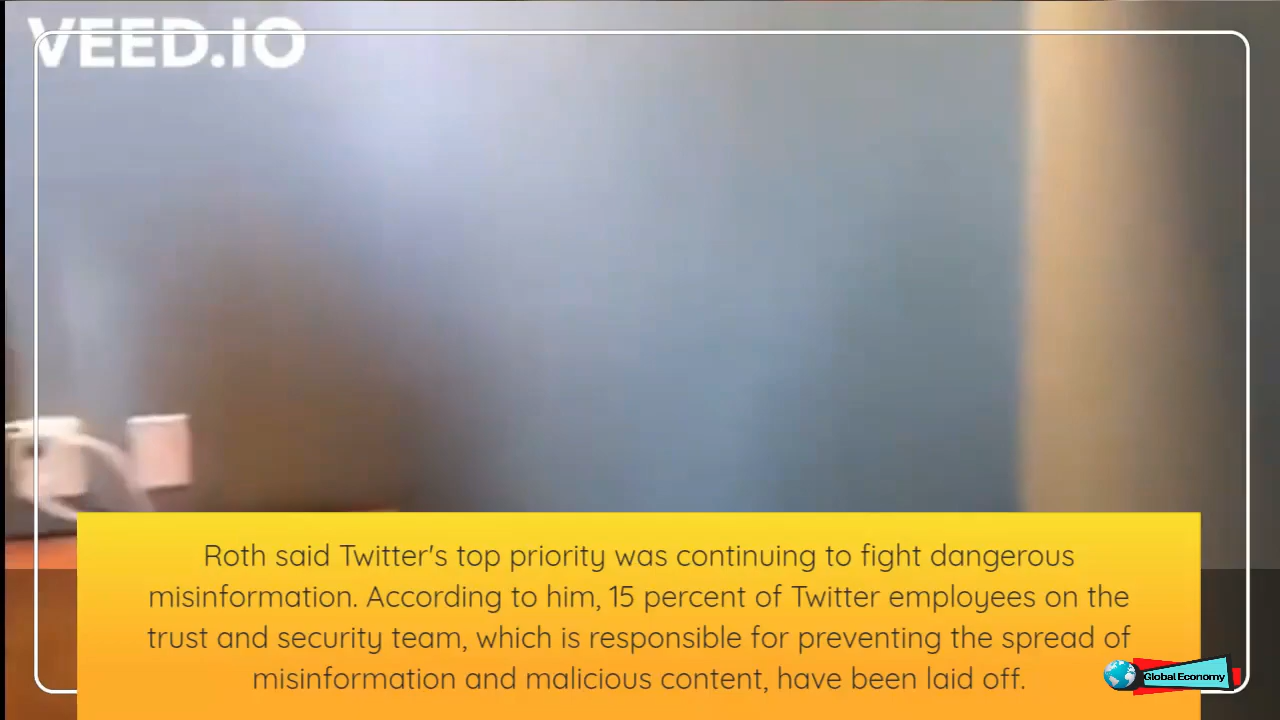 VEED.IO
Roth said Twitter's top priority was continuing to fight dangerous
misinformation. According to him, 15 percent of Twitter employees on the
trust and security team, which is responsible for preventing the spread of
misinformation and malicious content, have been laid off.
Global Economy